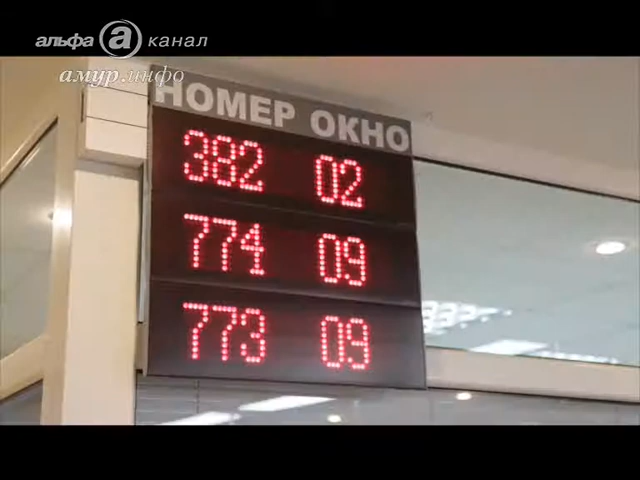 альфа а канал
амур.инфо
НОМЕР ОКНО
382 02
774 09
773 09